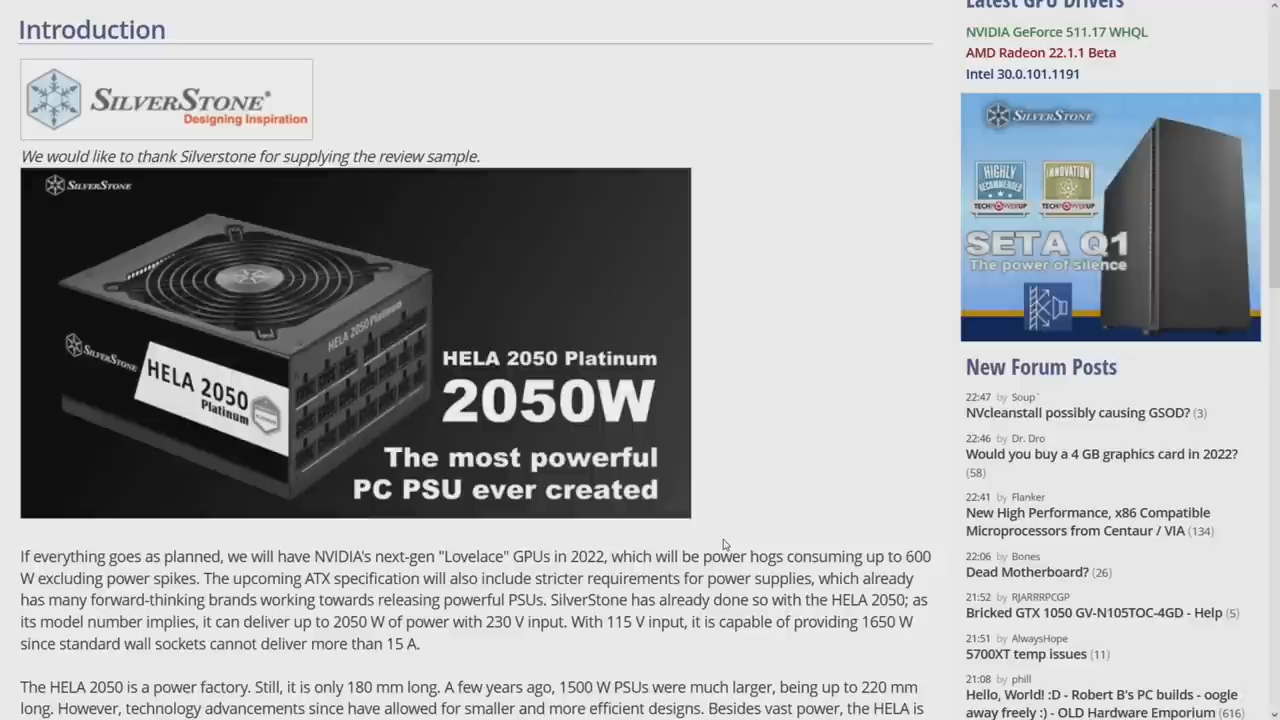 Introduction
SILVERSTONE®
Designing Inspiration
We would like to thank Silverstone for supplying the review sample.
SILVERSTONE
SILVERSTONE
HELA 2050
Platinum
HELA 2050 Platinum
HELA 2050 Platinum
2050W
The most powerful
PC PSU ever created
If everything goes as planned, we will have NVIDIA's next-gen "Lovelace" GPUs in 2022, which will be power hogs consuming up to 600
W excluding power spikes. The upcoming ATX specification will also include stricter requirements for power supplies, which already
has many forward-thinking brands working towards releasing powerful PSUs. SilverStone has already done so with the HELA 2050; as
its model number implies, it can deliver up to 2050 W of power with 230 V input. With 115 V input, it is capable of providing 1650 W
since standard wall sockets cannot deliver more than 15 A.
The HELA 2050 is a power factory. Still, it is only 180 mm long. A few years ago, 1500 W PSUs were much larger, being up to 220 mm
long. However, technology advancements since have allowed for smaller and more efficient designs. Besides vast power, the HELA is
Latest GPU Drivers
NVIDIA GeForce 511.17 WHQL
AMD Radeon 22.1.1 Beta
Intel 30.0.101.1191
SILVERSTONE
HIGHLY
RECOMMENDED
TECHPOWERUP
INNOVATION
TECHPOWERUP
SETA Q1
The power of silence
New Forum Posts
22:47 by Soup¨
NVcleanstall possibly causing GSOD? (3)
22:46 by Dr. Dro
Would you buy a 4 GB graphics card in 2022?
(58)
22:41 by Flanker
New High Performance, x86 Compatible
Microprocessors from Centaur / VIA (134)
22:06 by Bones
Dead Motherboard? (26)
21:52 by RJARRRPCGP
Bricked GTX 1050 GV-N105TOC-4GD - Help (5)
21:51 by AlwaysHope
5700XT temp issues (11)
21:08 by phill
Hello, World! :D - Robert B's PC builds - oogle
away freely :) - OLD Hardware Emporium (616)